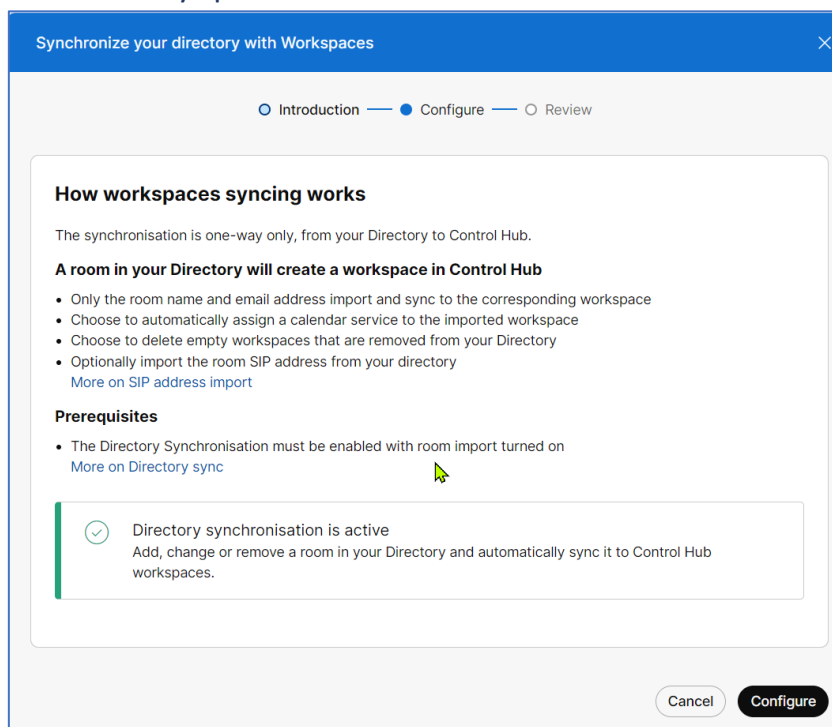 Synchronize your directory with Workspaces
Introduction Configure Review
How workspaces syncing works
The synchronisation is one-way only, from your Directory to Control Hub.
A room in your Directory will create a workspace in Control Hub
• Only the room name and email address import and sync to the corresponding workspace
• Choose to automatically assign a calendar service to the imported workspace
• Choose to delete empty workspaces that are removed from your Directory
• Optionally import the room SIP address from your directory
More on SIP address import
Prerequisites
• The Directory Synchronisation must be enabled with room import turned on
More on Directory sync
Directory synchronisation is active
Add, change or remove a room in your Directory and automatically sync it to Control Hub
workspaces.
Cancel Configure